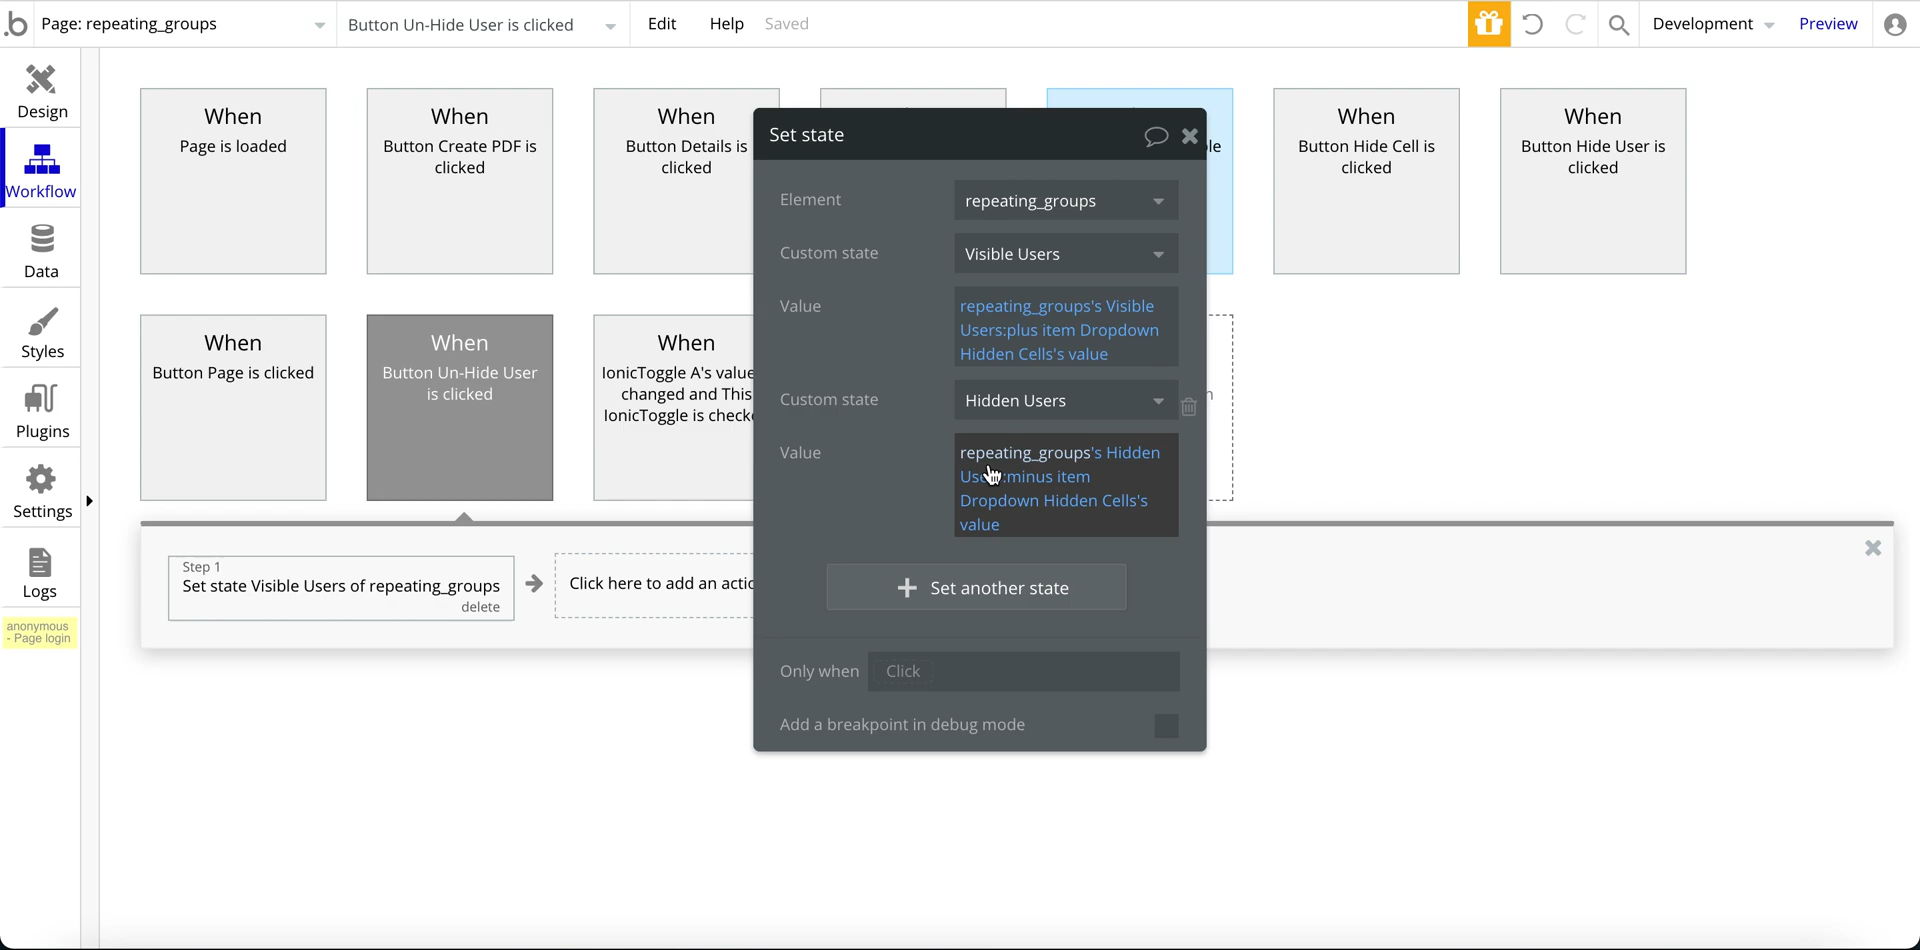 .b
Page: repeating_groups
Button Un-Hide User is clicked
Edit
Help
Saved
Development
Preview
Design
Workflow
Data
Styles
Plugins
Settings
Logs
anonymous
- Page login
When
Page is loaded
When
Button Create PDF is
clicked
When
Button Details is
clicked
le
When
Button Hide Cell is
clicked
When
Button Hide User is
clicked
When
Button Page is clicked
When
Button Un-Hide User
is clicked
When
IonicToggle A's value
changed and This
IonicToggle is check
n
Step 1
Set state Visible Users of repeating_groups
delete
Click here to add an actio
Set state
Element
repeating_groups
Custom state
Visible Users
Value
repeating_groups's Visible
Users:plus item Dropdown
Hidden Cells's value
Custom state
Hidden Users
Value
repeating_groups's Hidden
Use :minus item
Dropdown Hidden Cells's
value
+ Set another state
Only when
Click
Add a breakpoint in debug mode